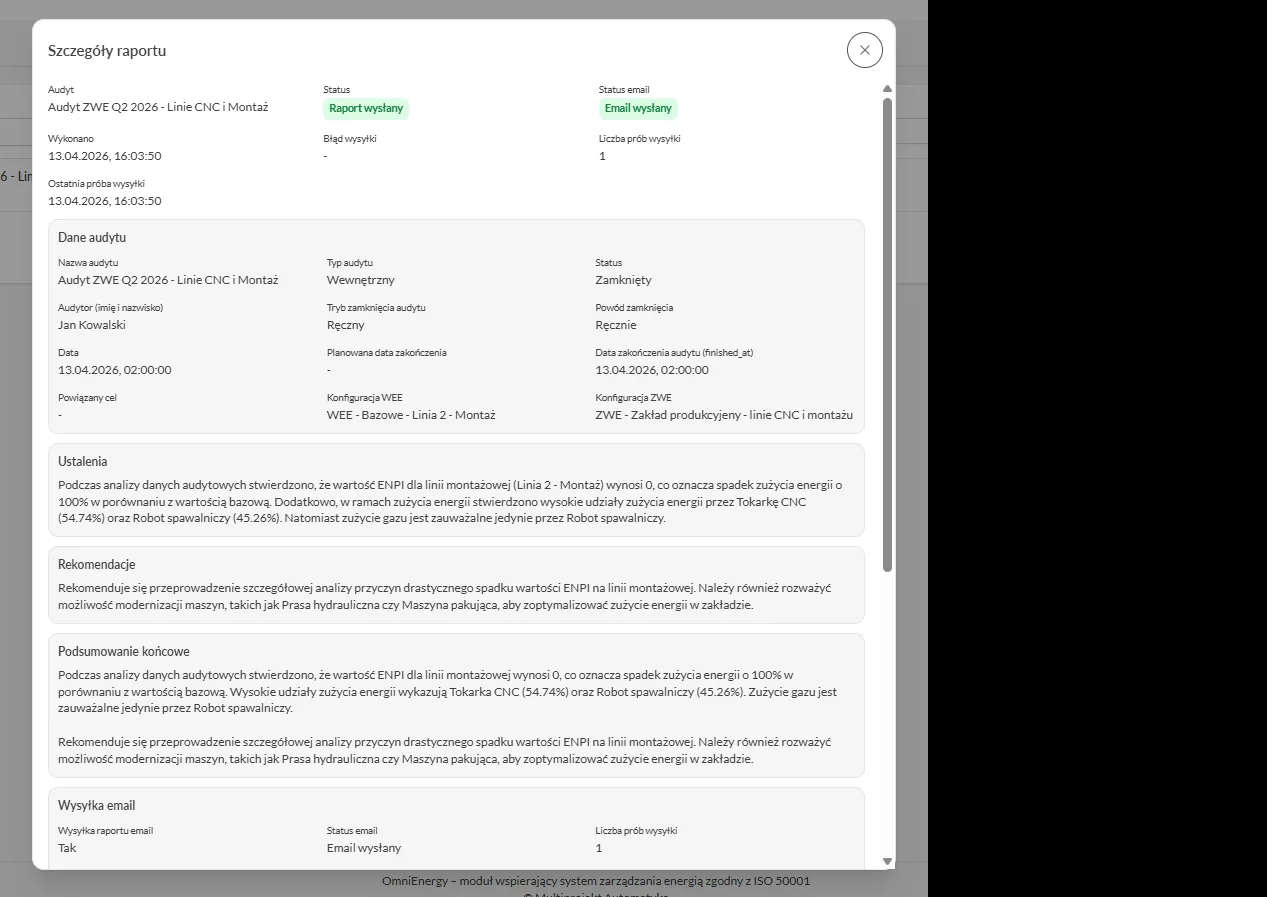 Szczegóły raportu
Audyt
Audyt ZWE Q2 2026 - Linie CNC i Montaż
Status
Raport wysłany
Status email
Email wysłany
Wykonano
13.04.2026, 16:03:50
Błąd wysyłki
-
Liczba prób wysyłki
1
Ostatnia próba wysyłki
13.04.2026, 16:03:50
6 - Lin
Dane audytu
Nazwa audytu
Audyt ZWE Q2 2026 - Linie CNC i Montaż
Typ audytu
Wewnętrzny
Status
Zamknięty
Audytor (imię i nazwisko)
Jan Kowalski
Tryb zamknięcia audytu
Ręczny
Powód zamknięcia
Ręcznie
Data
13.04.2026, 02:00:00
Planowana data zakończenia
-
Data zakończenia audytu (finished_at)
13.04.2026, 02:00:00
Powiązany cel
-
Konfiguracja WEE
WEE - Bazowe - Linia 2 - Montaż
Konfiguracja ZWE
ZWE - Zakład produkcyjeny - linie CNC i montażu
Ustalenia
Podczas analizy danych audytowych stwierdzono, że wartość ENPI dla linii montażowej (Linia 2 - Montaż) wynosi 0, co oznacza spadek zużycia energii o
100% w porównaniu z wartością bazową. Dodatkowo, w ramach zużycia energii stwierdzono wysokie udziały zużycia energii przez Tokarkę CNC
(54.74%) oraz Robot spawalniczy (45.26%). Natomiast zużycie gazu jest zauważalne jedynie przez Robot spawalniczy.
Rekomendacje
Rekomenduje się przeprowadzenie szczegółowej analizy przyczyn drastycznego spadku wartości ENPI na linii montażowej. Należy również rozważyć
możliwość modernizacji maszyn, takich jak Prasa hydrauliczna czy Maszyna pakująca, aby zoptymalizować zużycie energii w zakładzie.
Podsumowanie końcowe
Podczas analizy danych audytowych stwierdzono, że wartość ENPI dla linii montażowej wynosi 0, co oznacza spadek zużycia energii o 100% w
porównaniu z wartością bazową. Wysokie udziały zużycia energii wykazują Tokarka CNC (54.74%) oraz Robot spawalniczy (45.26%). Zużycie gazu jest
zauważalne jedynie przez Robot spawalniczy.
Rekomenduje się przeprowadzenie szczegółowej analizy przyczyn drastycznego spadku wartości ENPI na linii montażowej. Należy również rozważyć
możliwość modernizacji maszyn, takich jak Prasa hydrauliczna czy Maszyna pakująca, aby zoptymalizować zużycie energii w zakładzie.
Wysyłka email
Wysyłka raportu email
Tak
Status email
Email wysłany
Liczba prób wysyłki
1
OmniEnergy – moduł wspierający system zarządzania energią zgodny z ISO 50001
© Multiprojekt Automatyka